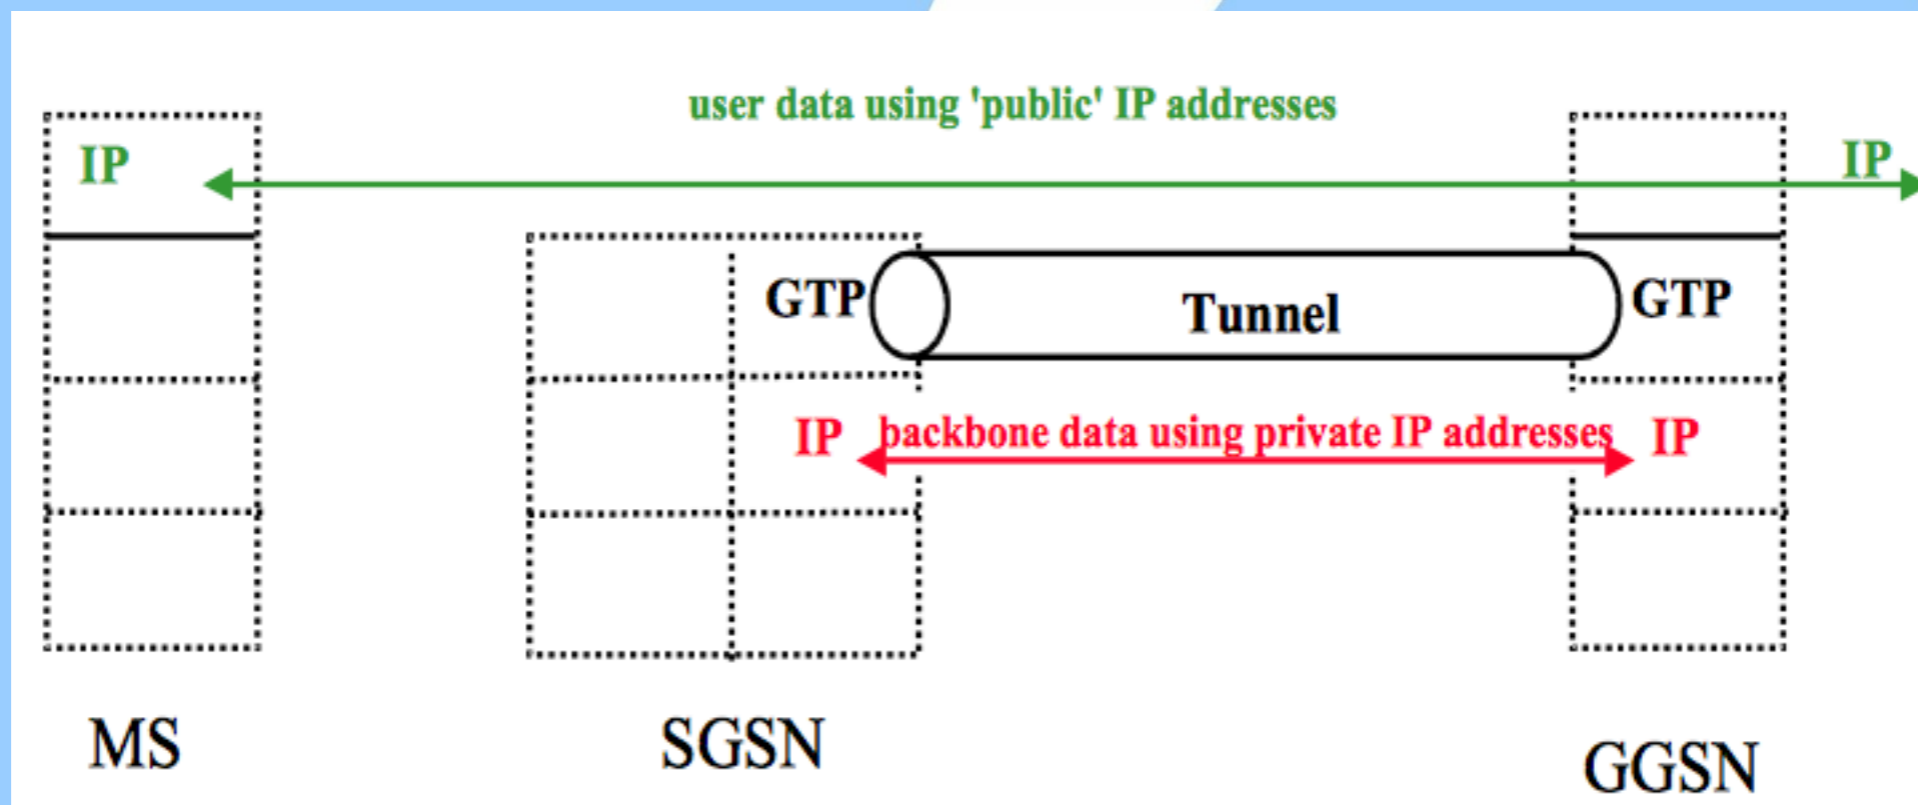 user data using 'public' IP addresses
IP
IP
GTP
Tunnel
GTP
IP
backbone data using private IP addresses
IP
MS
SGSN
GGSN